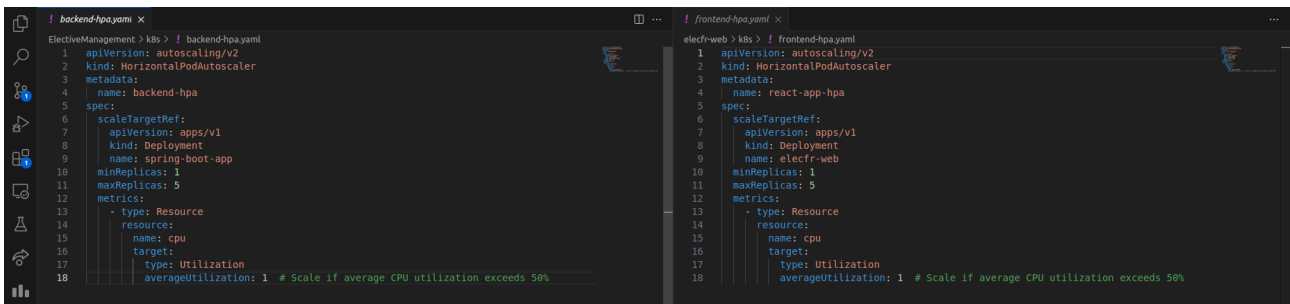 backend-hpa.yaml
ElectiveManagement > k8s > ! backend-hpa.yaml
1 apiVersion: autoscaling/v2
2 kind: HorizontalPodAutoscaler
3 metadata:
4 name: backend-hpa
5 spec:
6 scaleTargetRef:
7 apiVersion: apps/v1
8 kind: Deployment
9 name: spring-boot-app
10 minReplicas: 1
11 maxReplicas: 5
12 metrics:
13 - type: Resource
14 resource:
15 name: cpu
16 target:
17 type: Utilization
18 averageUtilization: 1 # Scale if average CPU utilization exceeds 50%
! frontend-hpa.yaml
elecfr-web > k8s > ! frontend-hpa.yaml
1 apiVersion: autoscaling/v2
2 kind: HorizontalPodAutoscaler
3 metadata:
4 name: react-app-hpa
5 spec:
6 scaleTargetRef:
7 apiVersion: apps/v1
8 kind: Deployment
9 name: elecfr-web
10 minReplicas: 1
11 maxReplicas: 5
12 metrics:
13 - type: Resource
14 resource:
15 name: cpu
16 target:
17 type: Utilization
18 averageUtilization: 1 # Scale if average CPU utilization exceeds 50%